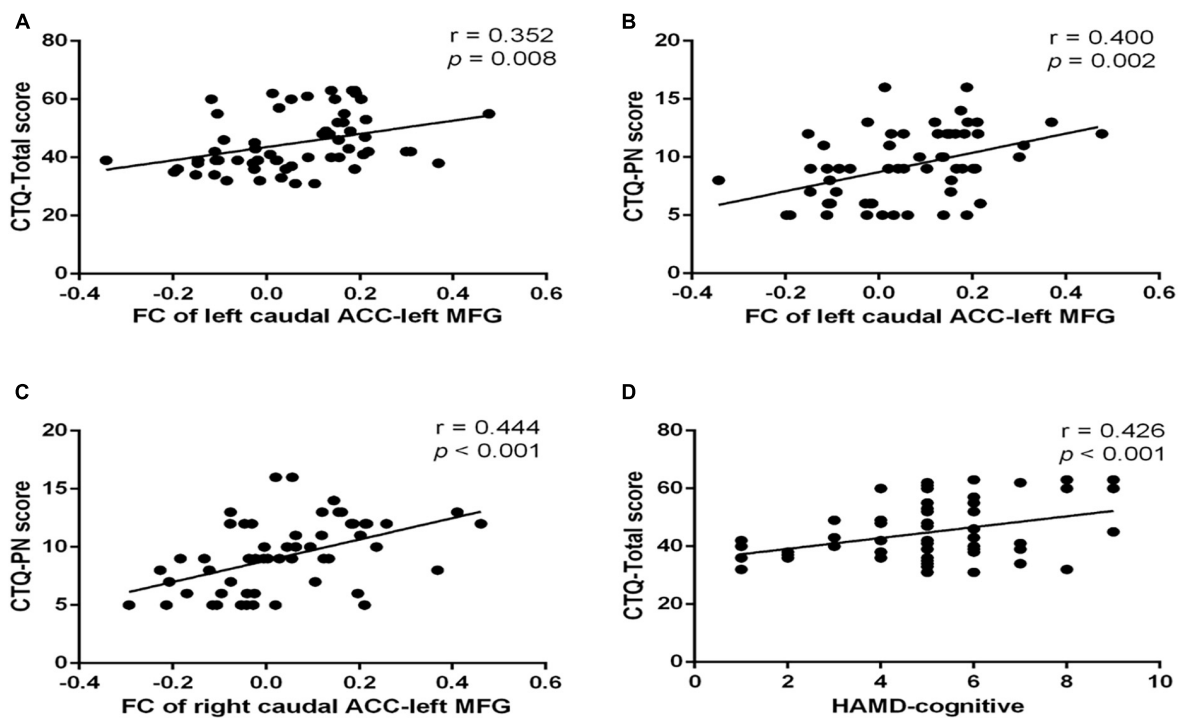 A
80
60
40
20
0
CTQ-Total score
r = 0.352
p = 0.008
-0.4 -0.2 0.0 0.2 0.4 0.6
FC of left caudal ACC-left MFG
B
20
15
10
5
0
CTQ-PN score
r = 0.400
p = 0.002
-0.4 -0.2 0.0 0.2 0.4 0.6
FC of left caudal ACC-left MFG
C
20
15
10
5
0
CTQ-PN score
r = 0.444
p < 0.001
-0.4 -0.2 0.0 0.2 0.4 0.6
FC of right caudal ACC-left MFG
D
80
60
40
20
0
CTQ-Total score
r = 0.426
p < 0.001
0 2 4 6 8 10
HAMD-cognitive